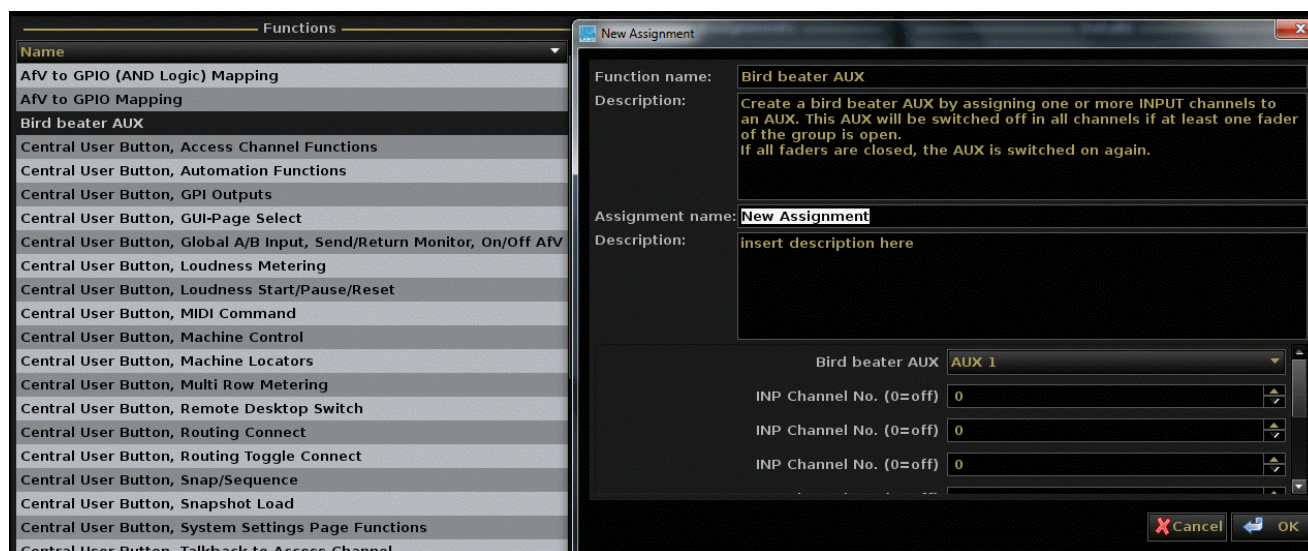 Functions
Name
AfV to GPIO (AND Logic) Mapping
AfV to GPIO Mapping
Bird beater AUX
Central User Button, Access Channel Functions
Central User Button, Automation Functions
Central User Button, GPI Outputs
Central User Button, GUI-Page Select
Central User Button, Global A/B Input, Send/Return Monitor, On/Off AfV
Central User Button, Loudness Metering
Central User Button, Loudness Start/Pause/Reset
Central User Button, MIDI Command
Central User Button, Machine Control
Central User Button, Machine Locators
Central User Button, Multi Row Metering
Central User Button, Remote Desktop Switch
Central User Button, Routing Connect
Central User Button, Routing Toggle Connect
Central User Button, Snap/Sequence
Central User Button, Snapshot Load
Central User Button, System Settings Page Functions
Central User Button, Talkback to Access Channel
New Assignment
Function name: Bird beater AUX
Description: Create a bird beater AUX by assigning one or more INPUT channels to
an AUX. This AUX will be switched off in all channels if at least one fader
of the group is open.
If all faders are closed, the AUX is switched on again.
Assignment name: New Assignment
Description: insert description here
Bird beater AUX AUX 1
INP Channel No. (0=off) 0
INP Channel No. (0=off) 0
INP Channel No. (0=off) 0
Cancel OK